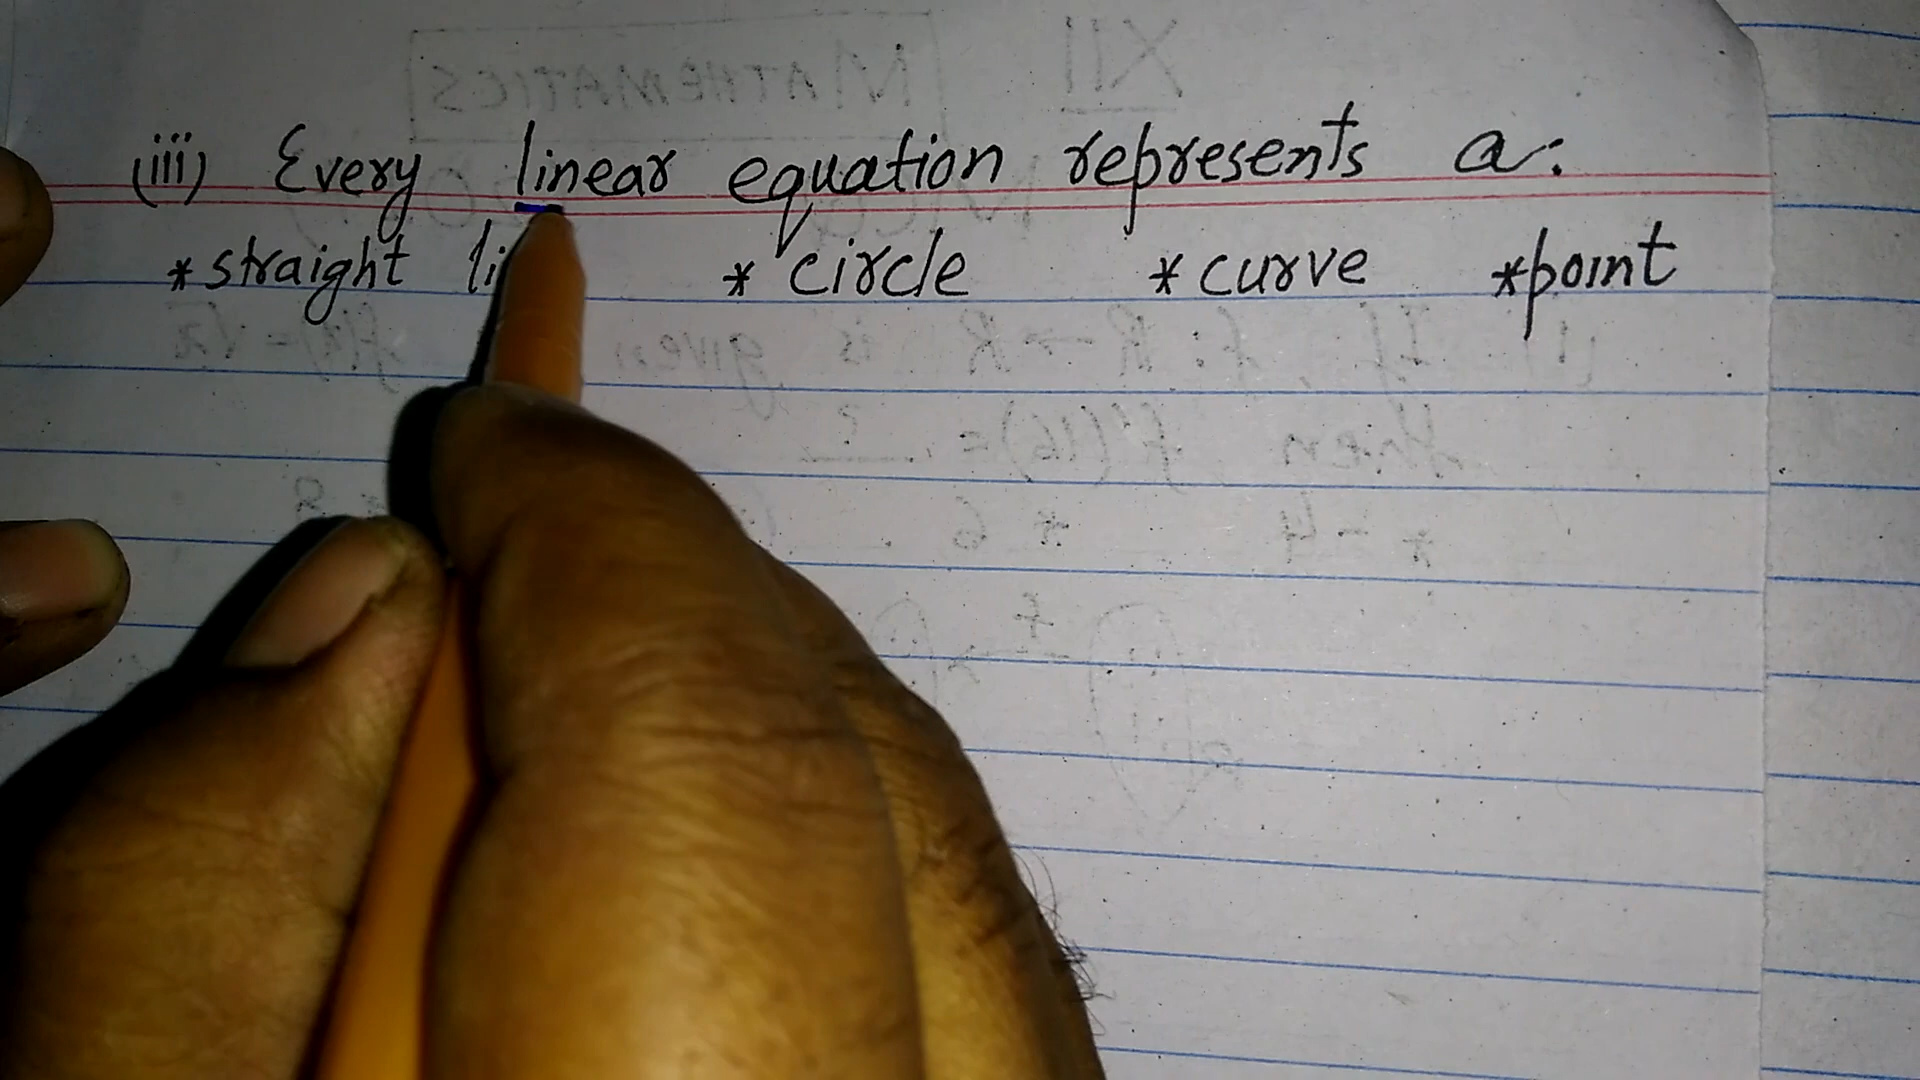 (iii) Every linear equation represents a:
*straight li * circle * curve *point